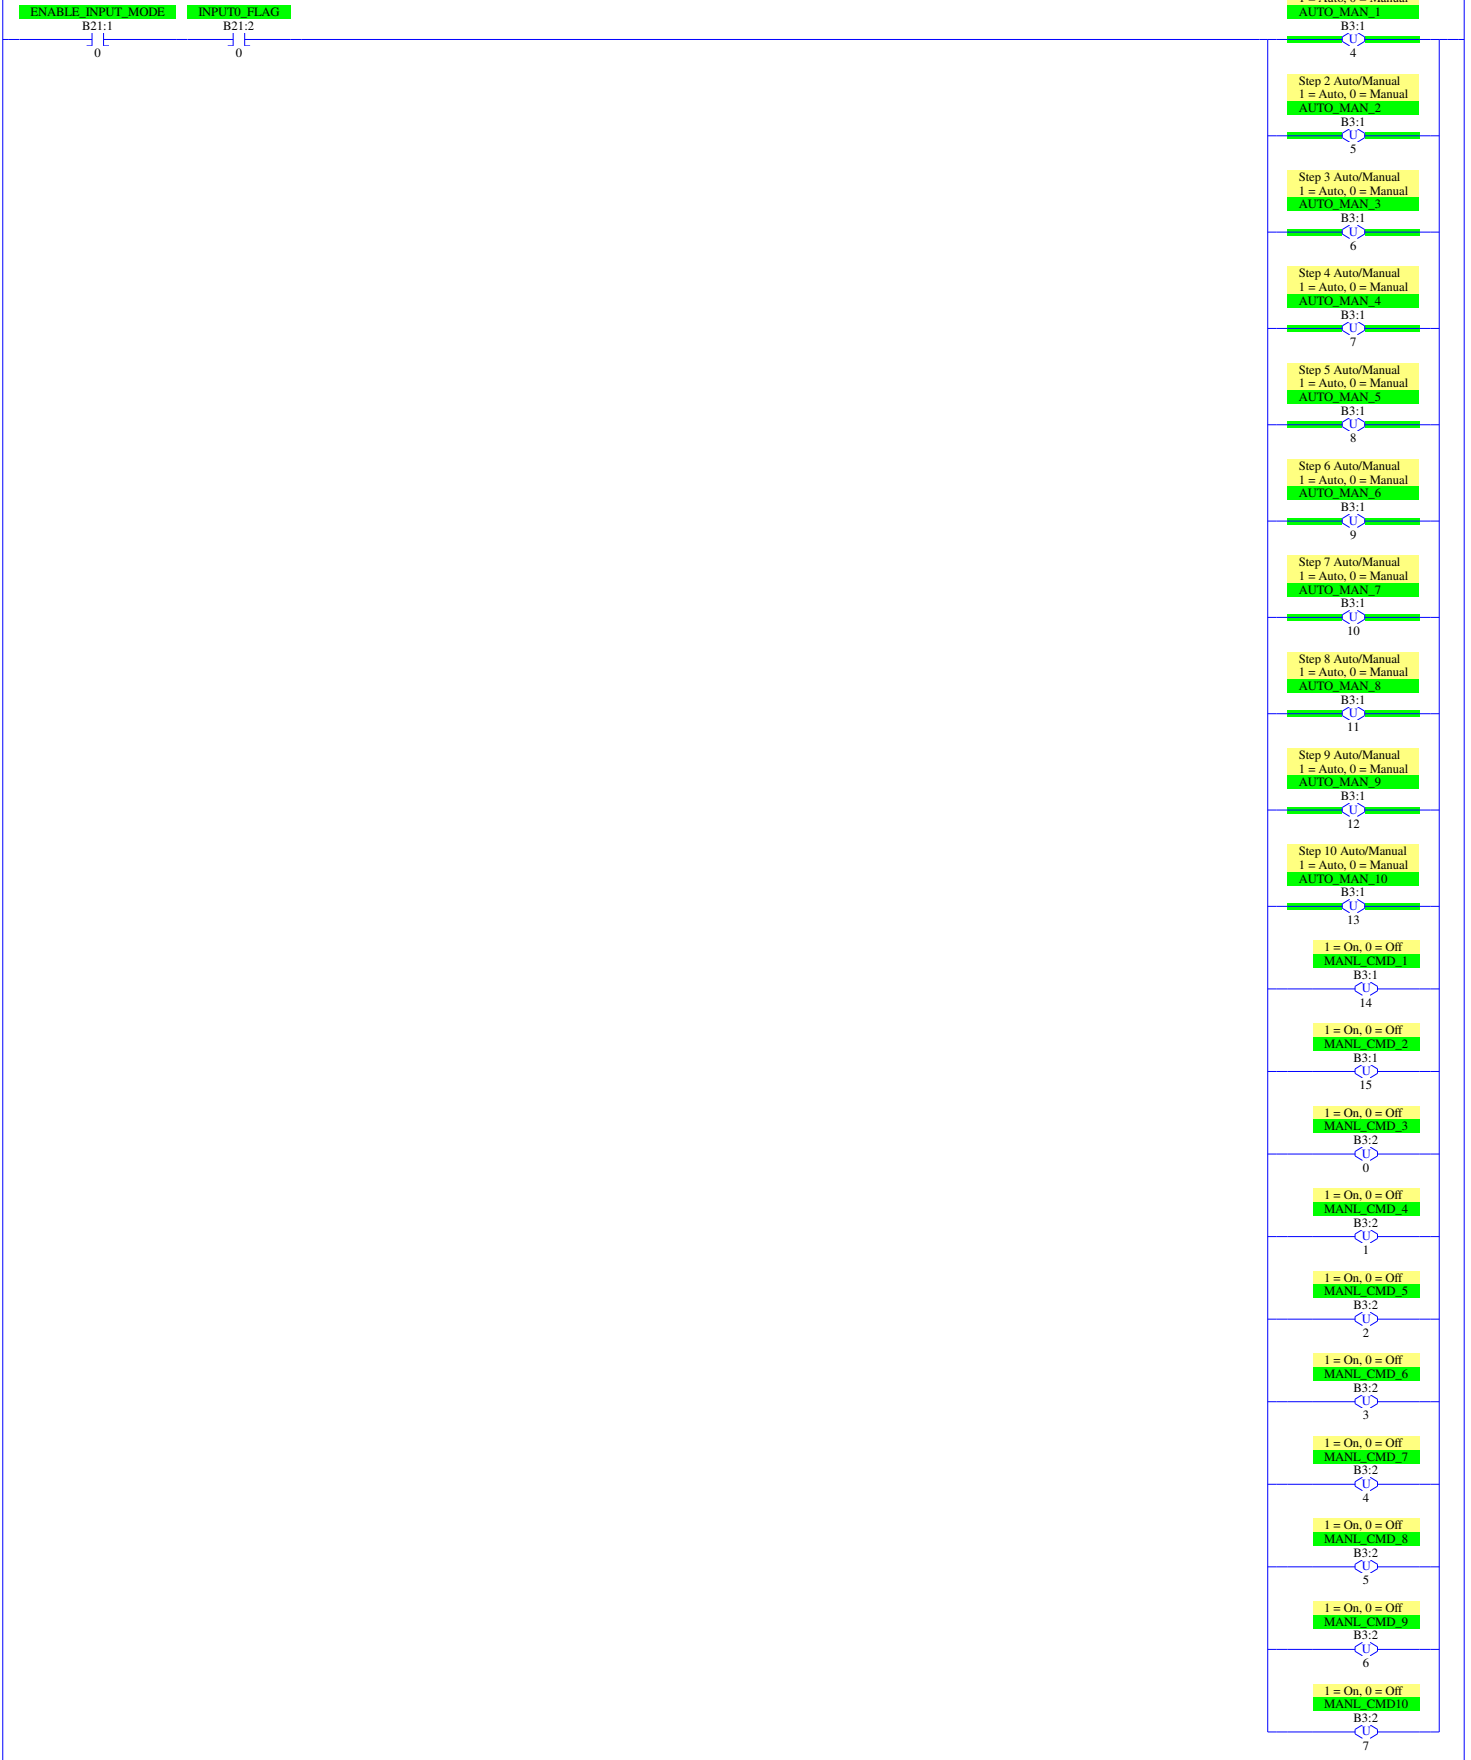 1 = Auto, 0 = Manual
ENABLE_INPUT_MODE INPUT0_FLAG AUTO_MAN_1
B21:1 B21:2 B3:1
U
0 0 4
Step 2 Auto/Manual
1 = Auto, 0 = Manual
AUTO_MAN_2
B3:1
U
5
Step 3 Auto/Manual
1 = Auto, 0 = Manual
AUTO_MAN_3
B3:1
U
6
Step 4 Auto/Manual
1 = Auto, 0 = Manual
AUTO_MAN_4
B3:1
U
7
Step 5 Auto/Manual
1 = Auto, 0 = Manual
AUTO_MAN_5
B3:1
U
8
Step 6 Auto/Manual
1 = Auto, 0 = Manual
AUTO_MAN_6
B3:1
U
9
Step 7 Auto/Manual
1 = Auto, 0 = Manual
AUTO_MAN_7
B3:1
U
10
Step 8 Auto/Manual
1 = Auto, 0 = Manual
AUTO_MAN_8
B3:1
U
11
Step 9 Auto/Manual
1 = Auto, 0 = Manual
AUTO_MAN_9
B3:1
U
12
Step 10 Auto/Manual
1 = Auto, 0 = Manual
AUTO_MAN_10
B3:1
U
13
1 = On, 0 = Off
MANL_CMD_1
B3:1
U
14
1 = On, 0 = Off
MANL_CMD_2
B3:1
U
15
1 = On, 0 = Off
MANL_CMD_3
B3:2
U
0
1 = On, 0 = Off
MANL_CMD_4
B3:2
U
1
1 = On, 0 = Off
MANL_CMD_5
B3:2
U
2
1 = On, 0 = Off
MANL_CMD_6
B3:2
U
3
1 = On, 0 = Off
MANL_CMD_7
B3:2
U
4
1 = On, 0 = Off
MANL_CMD_8
B3:2
U
5
1 = On, 0 = Off
MANL_CMD_9
B3:2
U
6
1 = On, 0 = Off
MANL_CMD10
B3:2
U
7